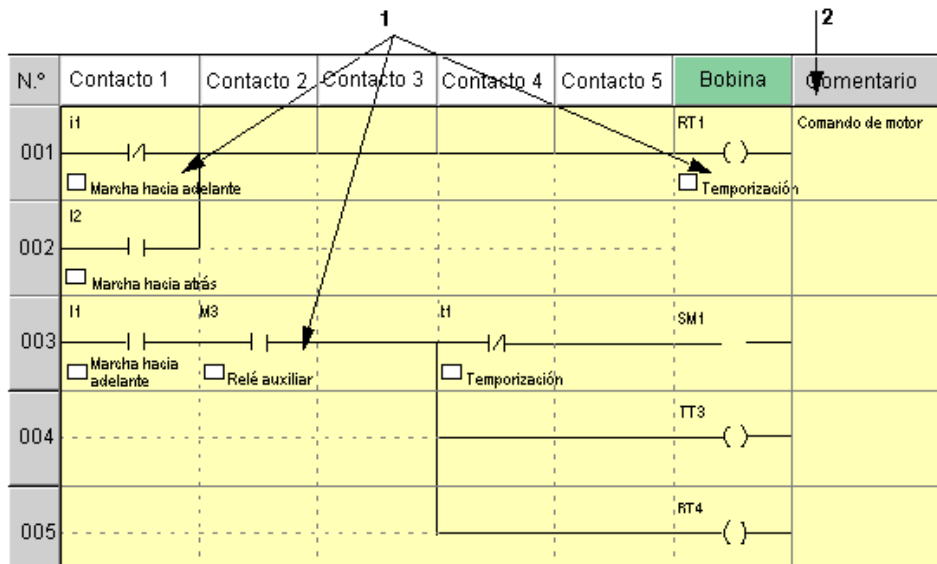 1
2
N.º Contacto 1 Contacto 2 Contacto 3 Contacto 4 Contacto 5 Bobina Comentario
i1 RT1 Comando de motor
001
Marcha hacia adelante Temporización
I2
002
Marcha hacia atrás
I1 M3 t1 SM1
003
Marcha hacia
adelante Relé auxiliar Temporización
TT3
004
RT4
005